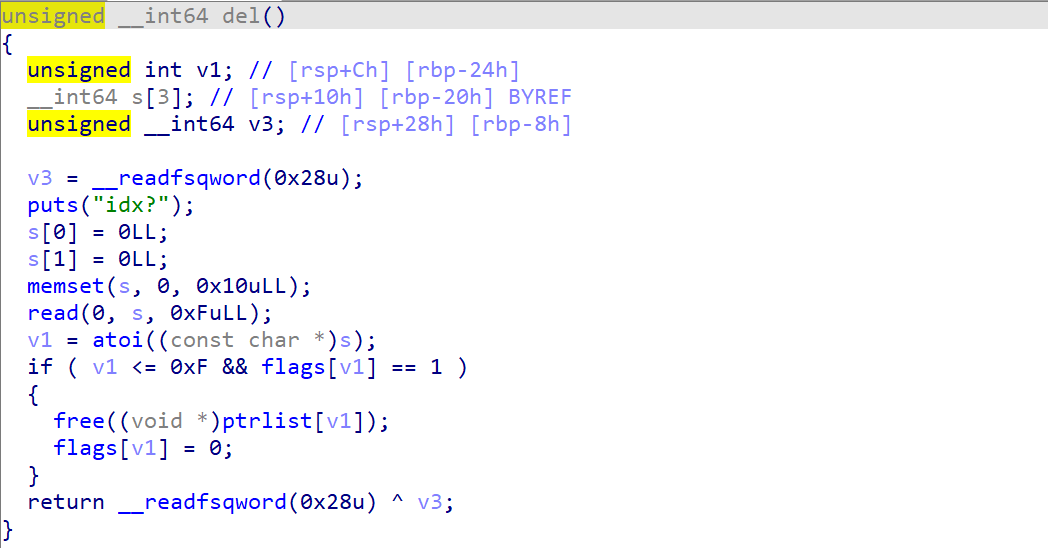 unsigned __int64 del()
{
  unsigned int v1; // [rsp+Ch] [rbp-24h]
  __int64 s[3]; // [rsp+10h] [rbp-20h] BYREF
  unsigned __int64 v3; // [rsp+28h] [rbp-8h]

  v3 = __readfsqword(0x28u);
  puts("idx?");
  s[0] = 0LL;
  s[1] = 0LL;
  memset(s, 0, 0x10uLL);
  read(0, s, 0xFuLL);
  v1 = atoi((const char *)s);
  if ( v1 <= 0xF && flags[v1] == 1 )
  {
    free((void *)ptrlist[v1]);
    flags[v1] = 0;
  }
  return __readfsqword(0x28u) ^ v3;
}